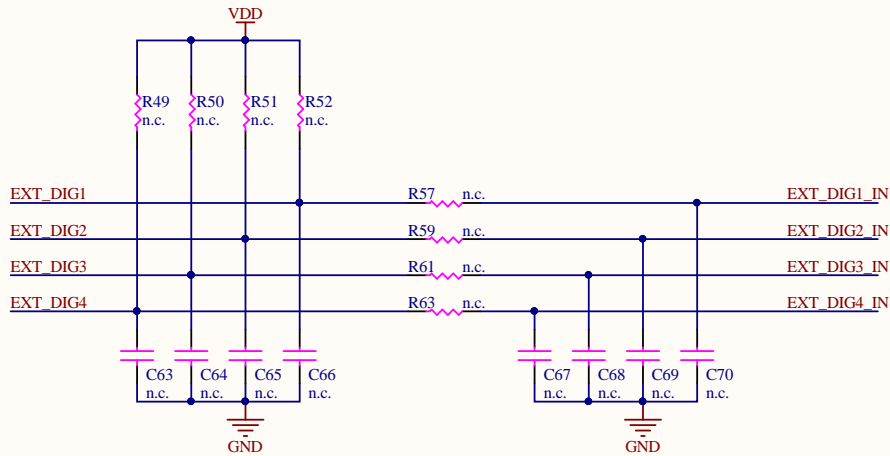 VDD
R49 R50 R51 R52
n.c. n.c. n.c. n.c.
EXT_DIG1 R57 n.c. EXT_DIG1_IN
EXT_DIG2 R59 n.c. EXT_DIG2_IN
EXT_DIG3 R61 n.c. EXT_DIG3_IN
EXT_DIG4 R63 n.c. EXT_DIG4_IN
C63 C64 C65 C66 C67 C68 C69 C70
n.c. n.c. n.c. n.c. n.c. n.c. n.c. n.c.
GND GND